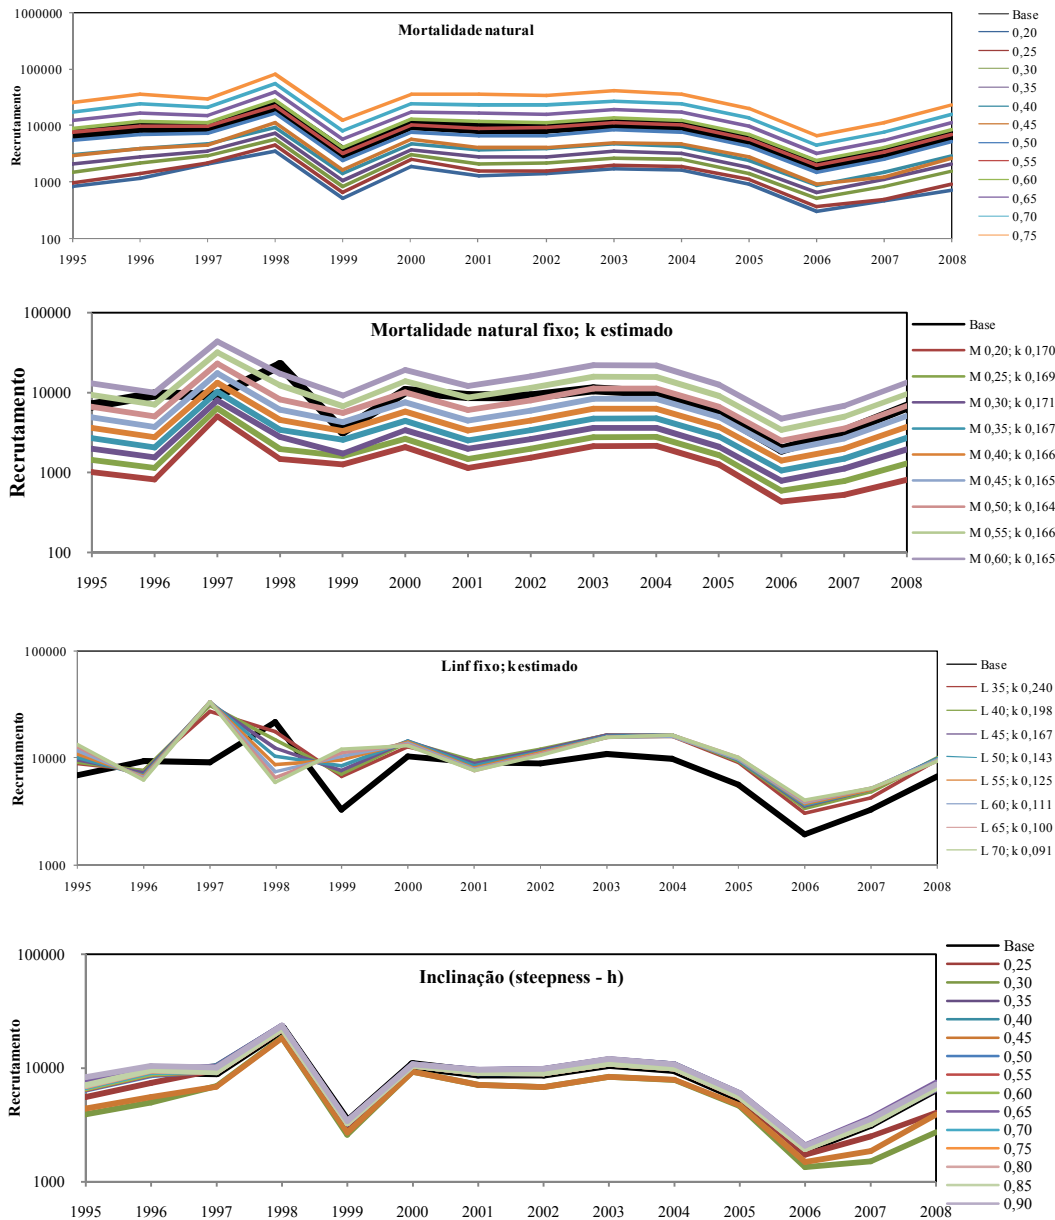 Mortalidade natural
Recrutamento
1000000
100000
10000
1000
100
1995 1996 1997 1998 1999 2000 2001 2002 2003 2004 2005 2006 2007 2008
Base
0,20
0,25
0,30
0,35
0,40
0,45
0,50
0,55
0,60
0,65
0,70
0,75
Mortalidade natural fixo; k estimado
Recrutamento
100000
10000
1000
100
1995 1996 1997 1998 1999 2000 2001 2002 2003 2004 2005 2006 2007 2008
Base
M 0,20; k 0,170
M 0,25; k 0,169
M 0,30; k 0,171
M 0,35; k 0,167
M 0,40; k 0,166
M 0,45; k 0,165
M 0,50; k 0,164
M 0,55; k 0,166
M 0,60; k 0,165
Linf fixo; k estimado
Recrutamento
100000
10000
1000
1995 1996 1997 1998 1999 2000 2001 2002 2003 2004 2005 2006 2007 2008
Base
L 35; k 0,240
L 40; k 0,198
L 45; k 0,167
L 50; k 0,143
L 55; k 0,125
L 60; k 0,111
L 65; k 0,100
L 70; k 0,091
Inclinação (steepness - h)
Recrutamento
100000
10000
1000
1995 1996 1997 1998 1999 2000 2001 2002 2003 2004 2005 2006 2007 2008
Base
0,25
0,30
0,35
0,40
0,45
0,50
0,55
0,60
0,65
0,70
0,75
0,80
0,85
0,90